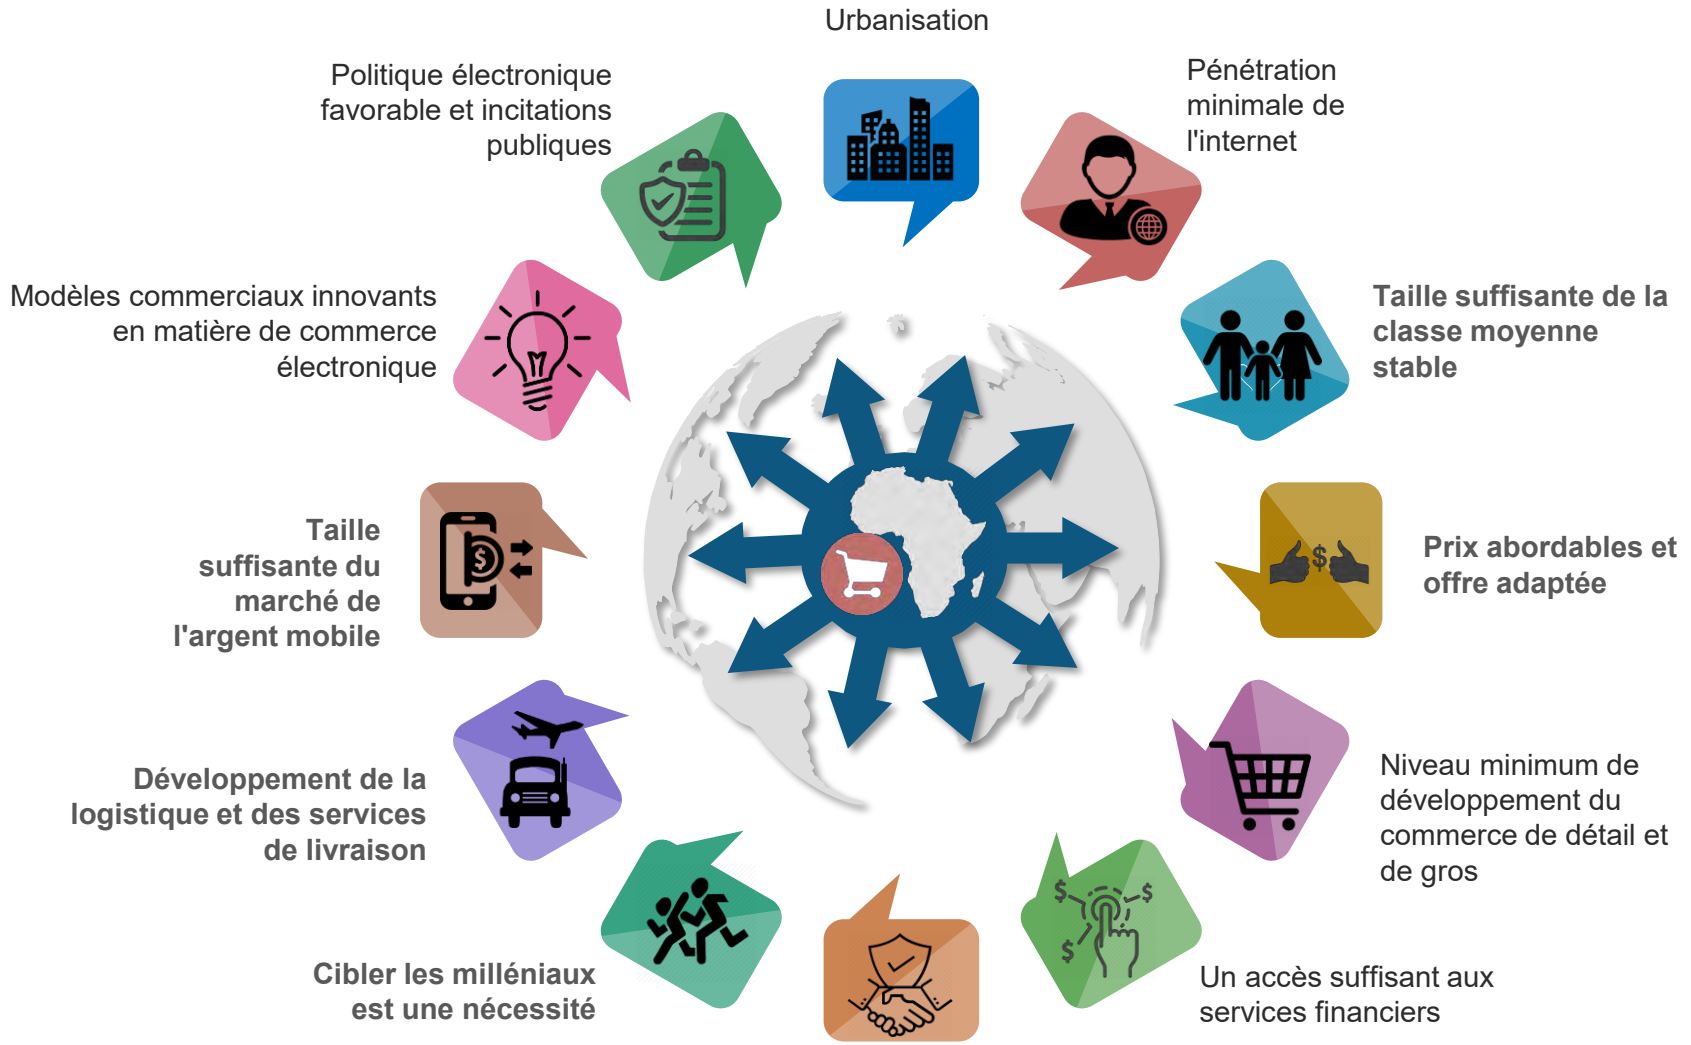 Urbanisation
Pénétration
minimale de
l'internet
Taille suffisante de la
classe moyenne
stable
Prix abordables et
offre adaptée
Niveau minimum de
développement du
commerce de détail et
de gros
Un accès suffisant aux
services financiers
Cibler les milléniaux
est une nécessité
Développement de la
logistique et des services
de livraison
Taille
suffisante du
marché de
l'argent mobile
Modèles commerciaux innovants
en matière de commerce
électronique
Politique électronique
favorable et incitations
publiques